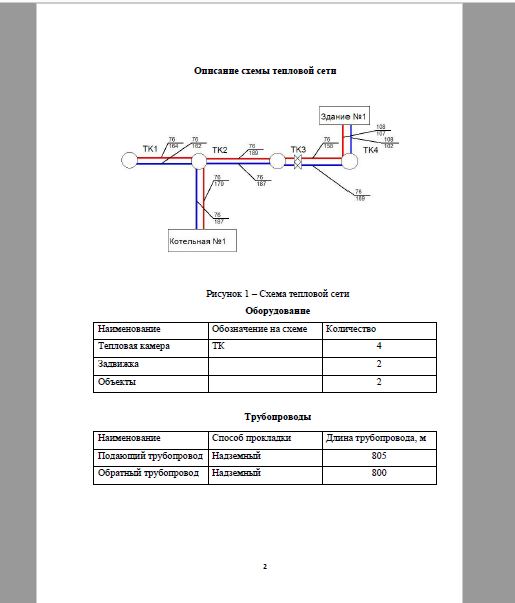 Описание схемы тепловой сети
Здание №1
108
107
108
102
ТК1
76
164
76
162
ТК2
76
189
ТК3
76
156
ТК4
76
170
76
187
76
169
76
187
Котельная №1
Рисунок 1 – Схема тепловой сети
Оборудование
Наименование Обозначение на схеме Количество
Тепловая камера ТК 4
Задвижка 2
Объекты 2
Трубопроводы
Наименование Способ прокладки Длина трубопровода, м
Подающий трубопровод Надземный 805
Обратный трубопровод Надземный 800
2